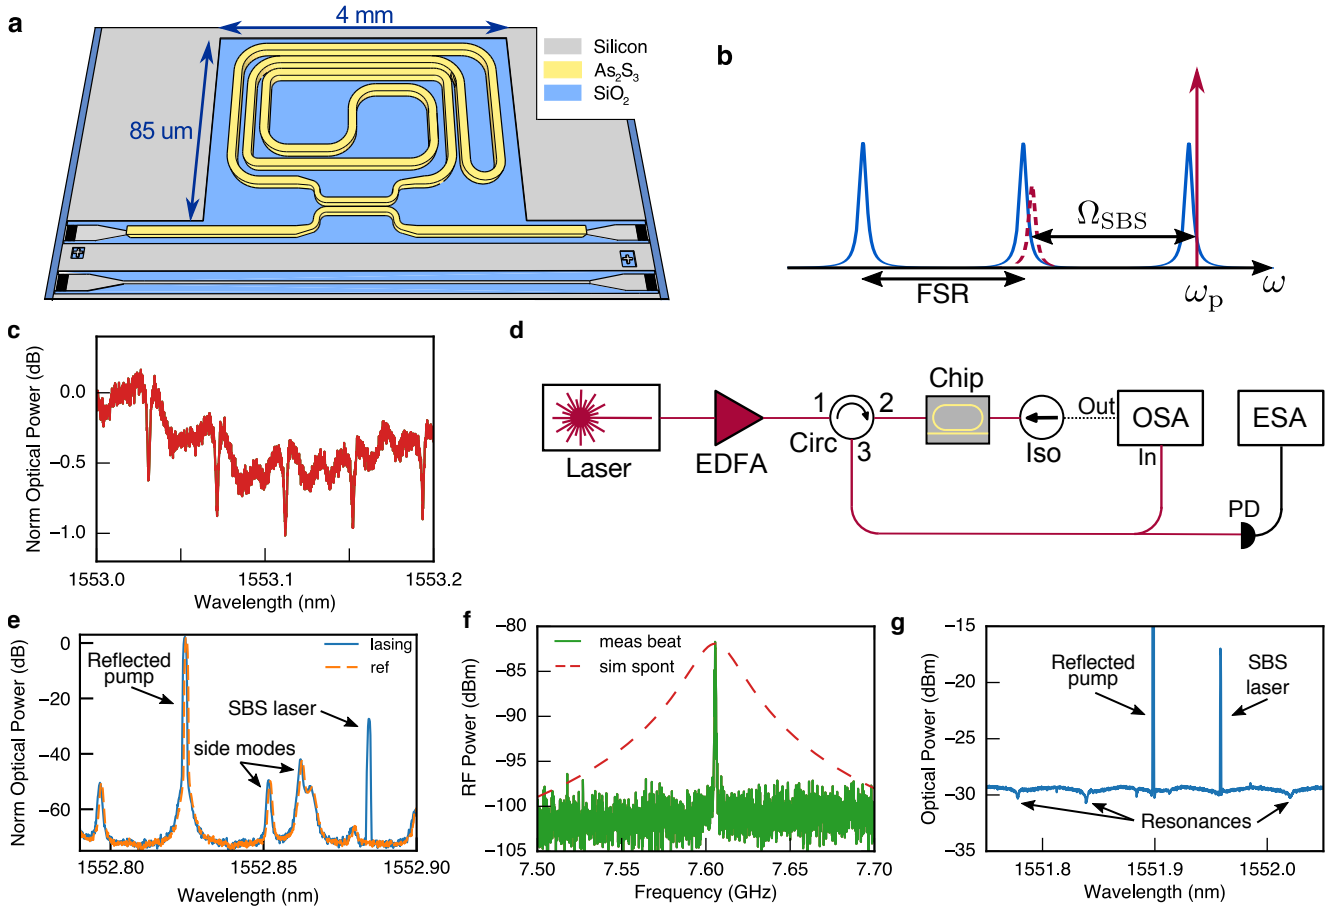 a
4 mm
85 um
Silicon
As₂S₃
SiO₂
b
Ω_SBS
FSR
ω_p
ω
c
Norm Optical Power (dB)
0.0
−0.5
−1.0
1553.0
1553.1
1553.2
Wavelength (nm)
d
Laser
EDFA
1
2
3
Circ
Chip
Iso
Out
OSA
In
ESA
PD
e
Norm Optical Power (dB)
0
−20
−40
−60
lasing
ref
Reflected
pump
SBS laser
side modes
1552.80
1552.85
1552.90
Wavelength (nm)
f
RF Power (dBm)
−80
−85
−90
−95
−100
−105
meas beat
sim spont
7.50
7.55
7.60
7.65
7.70
Frequency (GHz)
g
Optical Power (dBm)
−15
−20
−25
−30
−35
Reflected
pump
SBS
laser
Resonances
1551.8
1551.9
1552.0
Wavelength (nm)